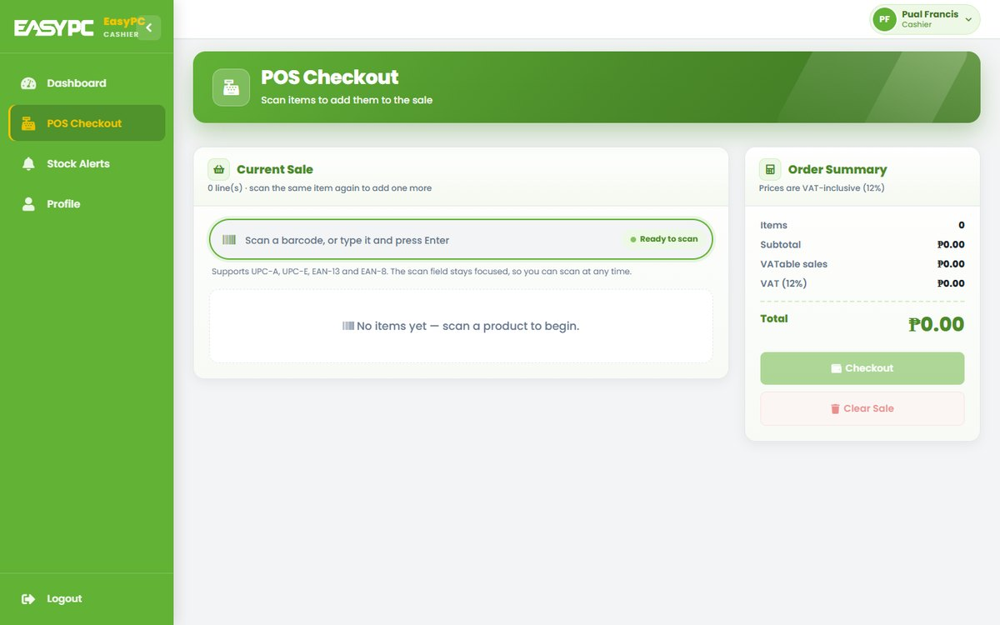 EASYPC
EasyPC
CASHIER
PF
Pual Francis
Cashier
Dashboard
POS Checkout
Stock Alerts
Profile
Logout
POS Checkout
Scan items to add them to the sale
Current Sale
0 line(s) · scan the same item again to add one more
Scan a barcode, or type it and press Enter
Ready to scan
Supports UPC-A, UPC-E, EAN-13 and EAN-8. The scan field stays focused, so you can scan at any time.
No items yet — scan a product to begin.
Order Summary
Prices are VAT-inclusive (12%)
Items 0
Subtotal ₱0.00
VATable sales ₱0.00
VAT (12%) ₱0.00
Total ₱0.00
Checkout
Clear Sale